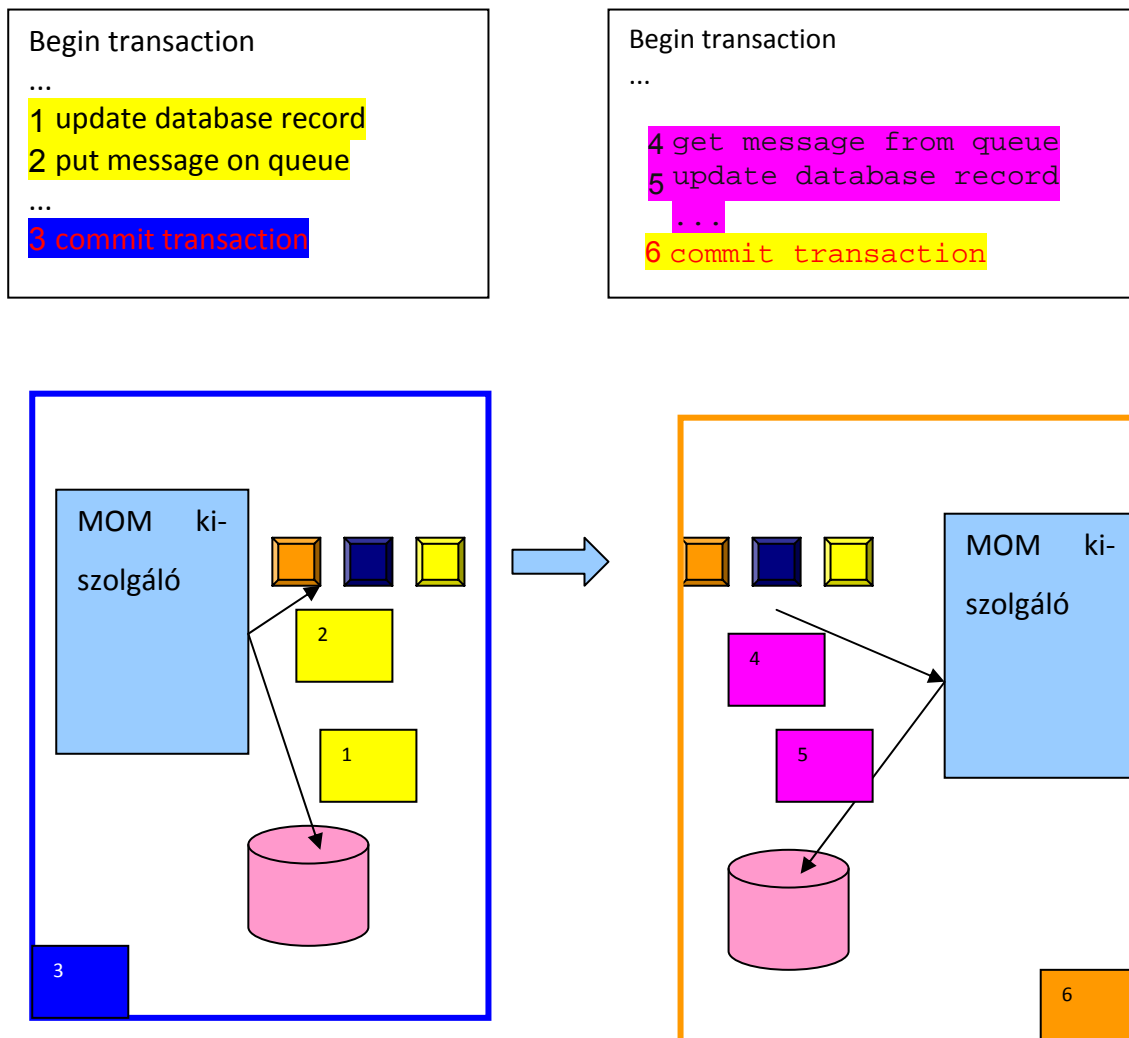 Begin transaction
...
1 update database record
2 put message on queue
...
3 commit transaction
Begin transaction
...
4 get message from queue
5 update database record
...
6 commit transaction
MOM ki-
szolgáló
2
1
3
MOM ki-
szolgáló
4
5
6